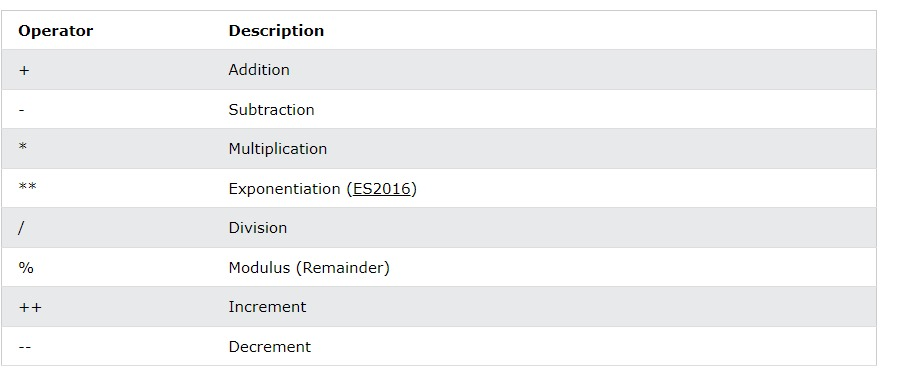 Operator Description
+ Addition
- Subtraction
* Multiplication
** Exponentiation (ES2016)
/ Division
% Modulus (Remainder)
++ Increment
-- Decrement